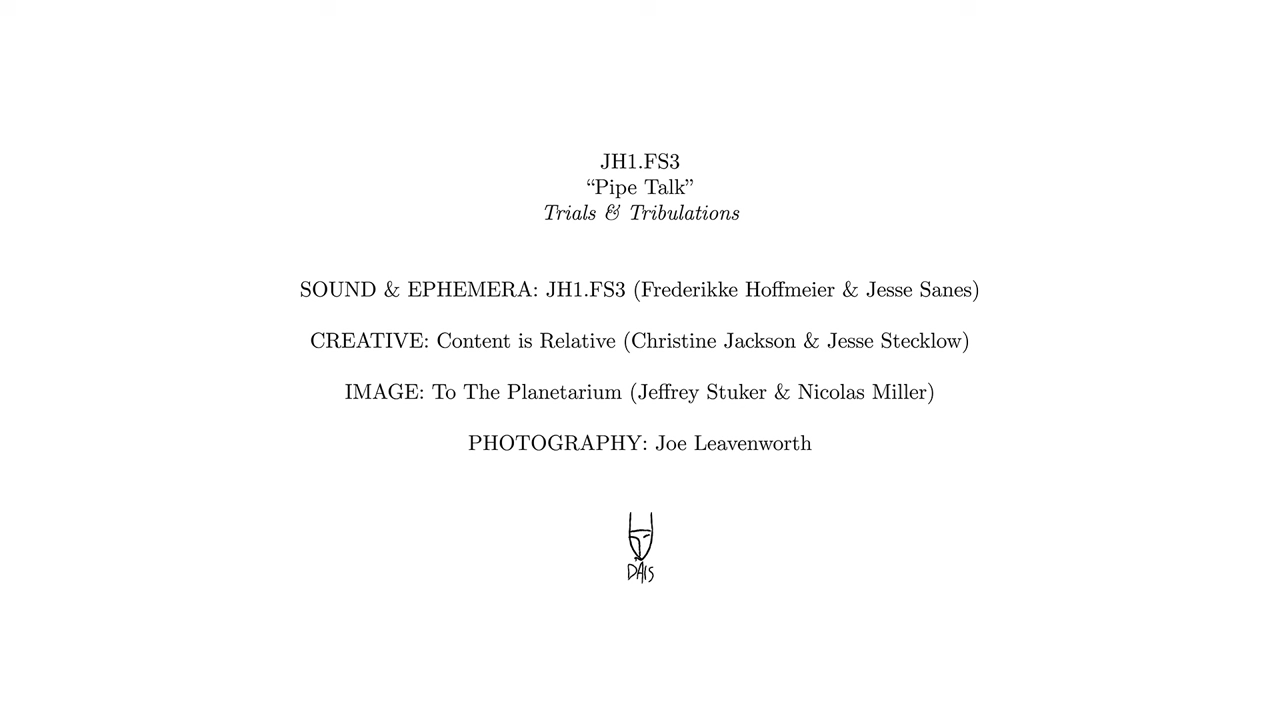 JH1.FS3
“Pipe Talk”
Trials & Tribulations
SOUND & EPHEMERA: JH1.FS3 (Frederikke Hoffmeier & Jesse Sanes)
CREATIVE: Content is Relative (Christine Jackson & Jesse Stecklow)
IMAGE: To The Planetarium (Jeffrey Stuker & Nicolas Miller)
PHOTOGRAPHY: Joe Leavenworth
DAIS